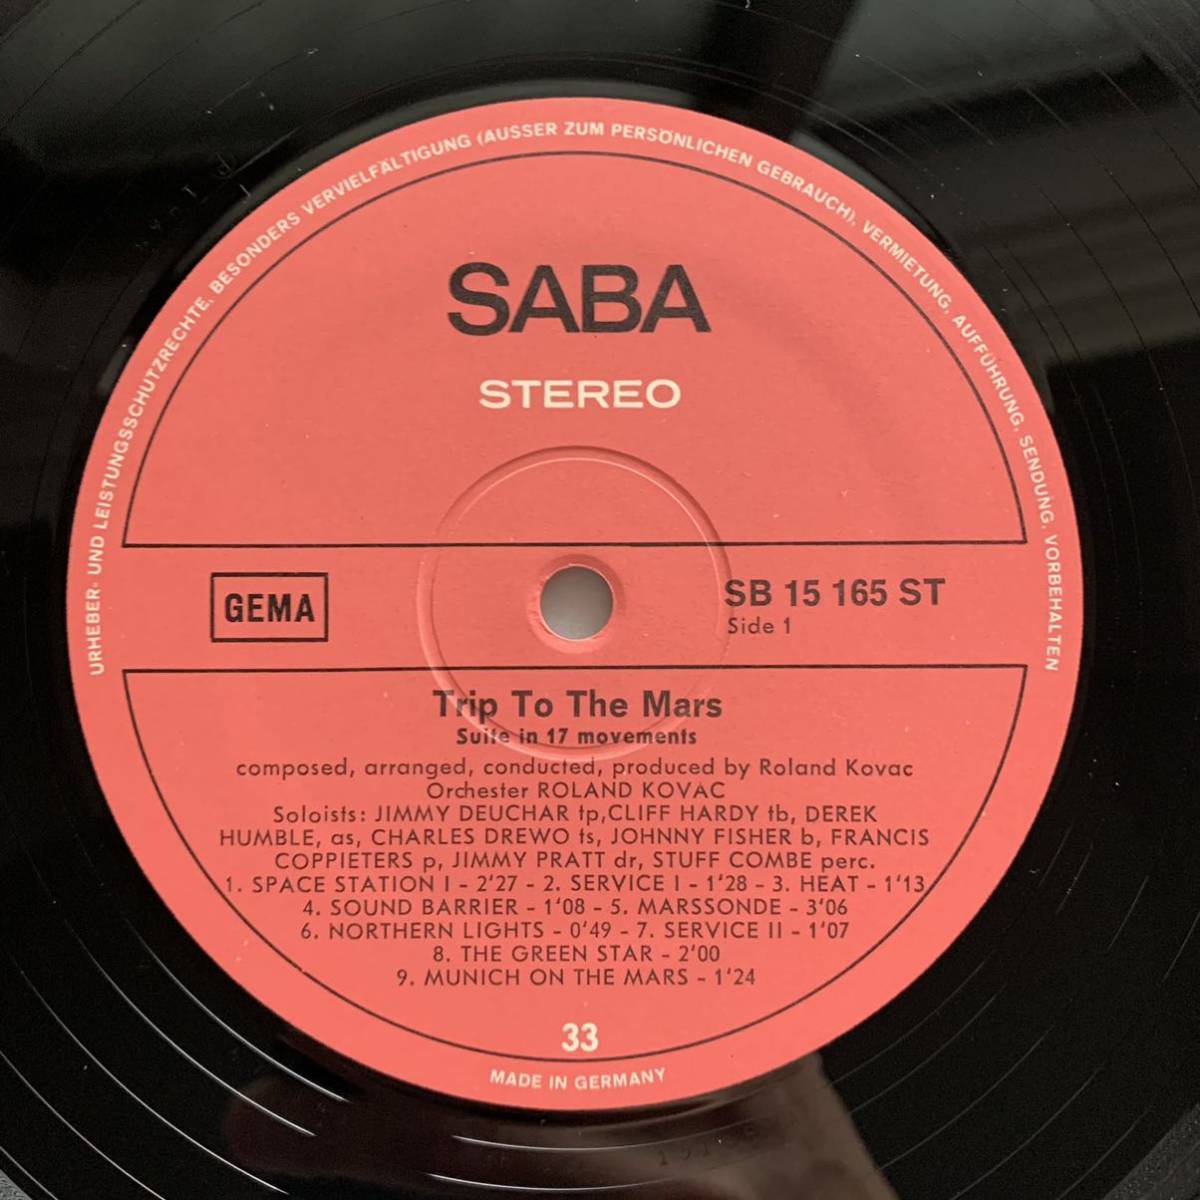 URHEBER- UND LEISTUNGSSCHUTZRECHTE, BESONDERS VERVIELFÄLTIGUNG (AUSSER ZUM PERSÖNLICHEN GEBRAUCH), VERMIETUNG, AUFFÜHRUNG, SENDUNG, VORBEHALTEN
SABA
STEREO
GEMA
SB 15 165 ST
Side 1
Trip To The Mars
Suite in 17 movements
composed, arranged, conducted, produced by Roland Kovac
Orchester ROLAND KOVAC
Soloists: JIMMY DEUCHAR tp,CLIFF HARDY tb, DEREK
HUMBLE, as, CHARLES DREWO ts, JOHNNY FISHER b, FRANCIS
COPPIETERS p, JIMMY PRATT dr, STUFF COMBE perc.
1. SPACE STATION I - 2'27 - 2. SERVICE I - 1'28 - 3. HEAT - 1'13
4. SOUND BARRIER - 1'08 - 5. MARSSONDE - 3'06
6. NORTHERN LIGHTS - 0'49 - 7. SERVICE II - 1'07
8. THE GREEN STAR - 2'00
9. MUNICH ON THE MARS - 1'24
33
MADE IN GERMANY